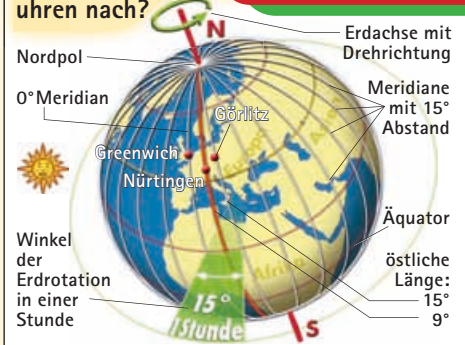 uhren nach?
N
Erdachse mit
Drehrichtung
Nordpol
Meridiane
mit 15°
Abstand
0° Meridian
Görlitz
Greenwich
Europa
Nürtingen
Äquator
Winkel
der
Erdrotation
in einer
Stunde
Afrika
östliche
Länge:
15°
9°
15°
1 Stunde
S